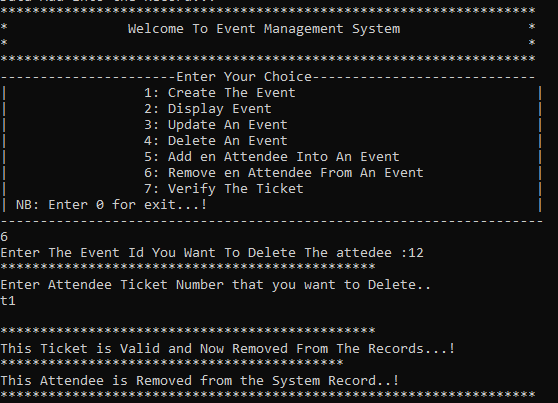 *******************************************************************
* Welcome To Event Management System *
* *
*******************************************************************
----------------------Enter Your Choice----------------------------
| 1: Create The Event |
| 2: Display Event |
| 3: Update An Event |
| 4: Delete An Event |
| 5: Add en Attendee Into An Event |
| 6: Remove en Attendee From An Event |
| 7: Verify The Ticket |
| NB: Enter 0 for exit...! |
--------------------------------------------------------------------
6
Enter The Event Id You Want To Delete The attedee :12
***********************************************
Enter Attendee Ticket Number that you want to Delete..
t1
***********************************************
This Ticket is Valid and Now Removed From The Records...!
*******************************************
This Attendee is Removed from the System Record..!
*******************************************************************